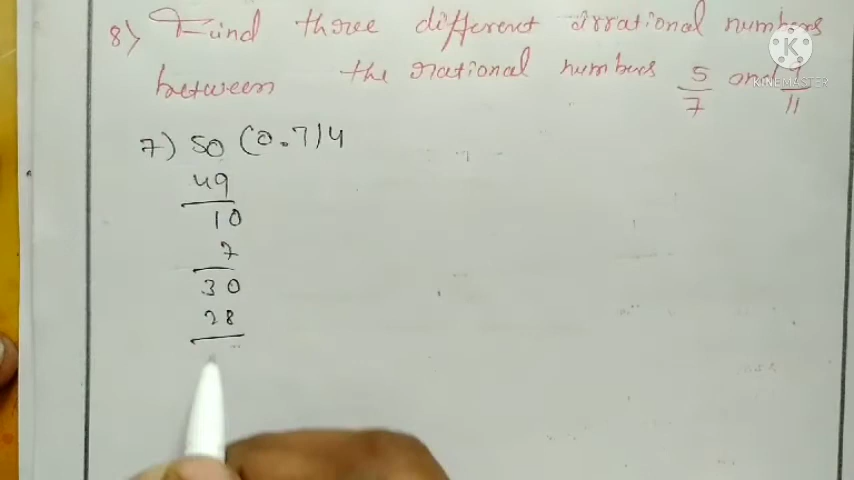 8) Find three different irrational numbers
between the rational numbers 5/7 and 9/11
7) 50 (0.714
49
10
7
30
28
K
KINEMASTER